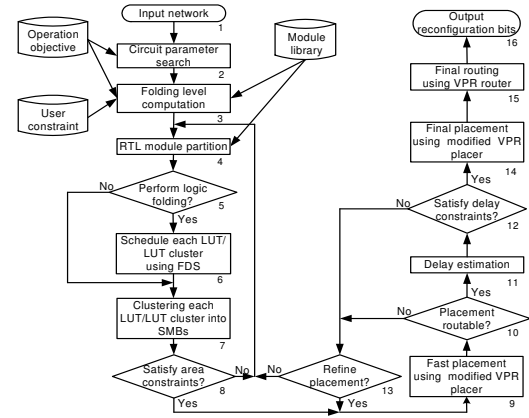 Input network
1
Operation
objective
Circuit parameter
search
2
Module
library
Folding level
computation
3
User
constraint
RTL module partition
4
Perform logic
folding?
5
No
Yes
Schedule each LUT/
LUT cluster
using FDS
6
Clustering each
LUT/LUT cluster into
SMBs
7
Satisfy area
constraints?
8
No
Yes
No
Refine
placement?
13
Yes
Output
reconfiguration bits
16
Final routing
using VPR router
15
Final placement
using modified VPR
placer
14
Yes
No
Satisfy delay
constraints?
12
Delay estimation
11
Yes
No
Placement
routable?
10
Fast placement
using modified VPR
placer
9